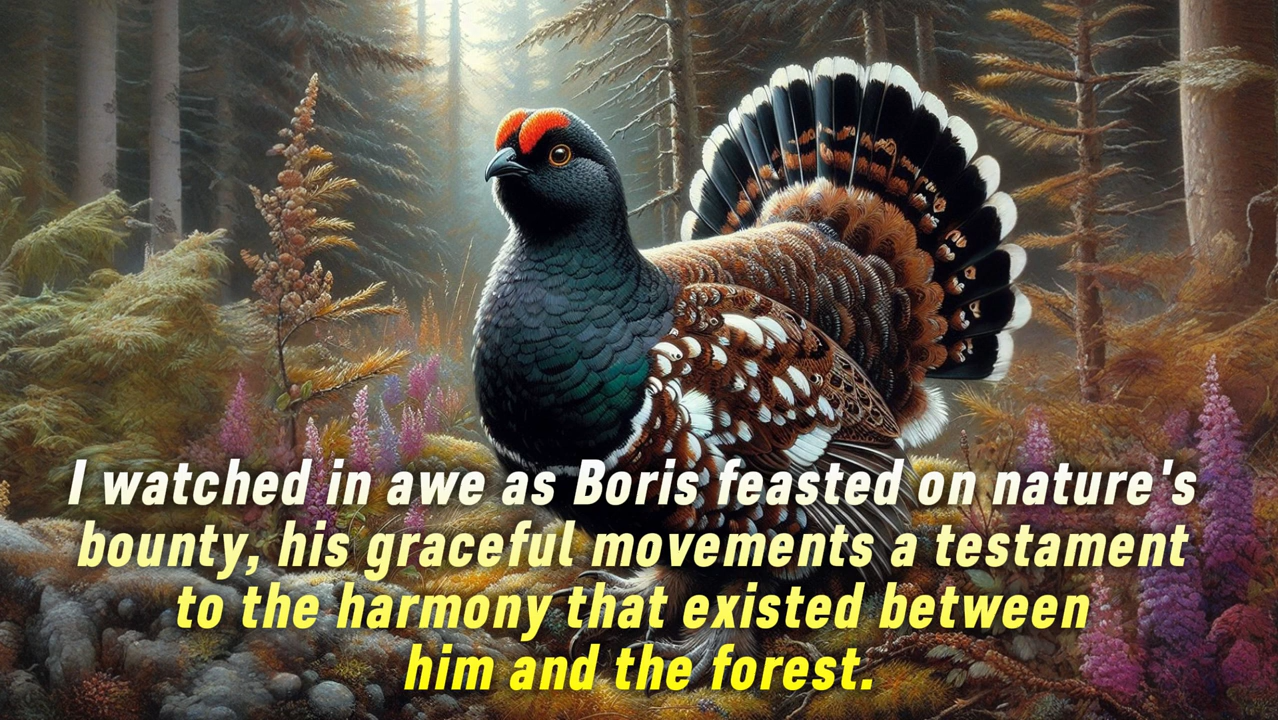 I watched in awe as Boris feasted on nature's
bounty, his graceful movements a testament
to the harmony that existed between
him and the forest.